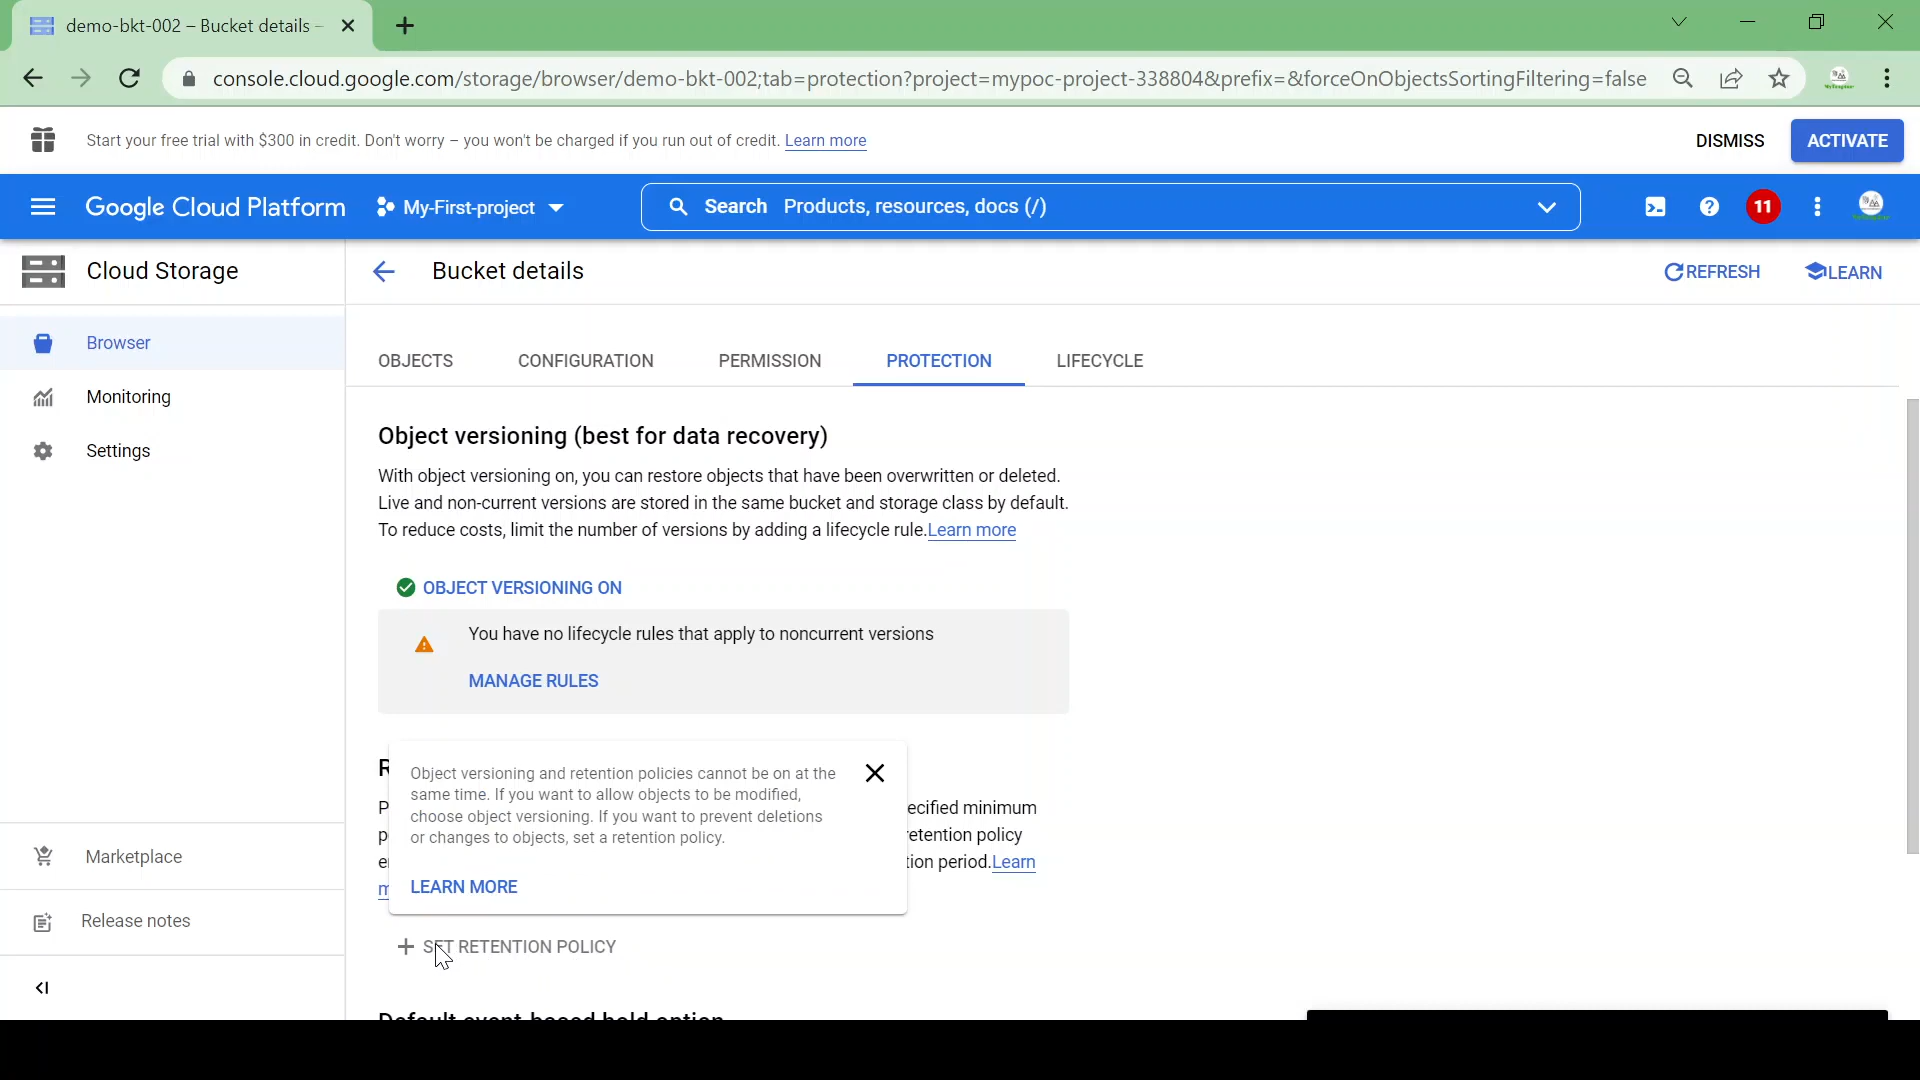 demo-bkt-002 – Bucket details –
console.cloud.google.com/storage/browser/demo-bkt-002;tab=protection?project=mypoc-project-338804&prefix=&forceOnObjectsSortingFiltering=false
Start your free trial with $300 in credit. Don't worry – you won't be charged if you run out of credit. Learn more
DISMISS
ACTIVATE
Google Cloud Platform
My-First-project
Search Products, resources, docs (/)
11
Cloud Storage
Bucket details
REFRESH
LEARN
Browser
Monitoring
Settings
OBJECTS
CONFIGURATION
PERMISSION
PROTECTION
LIFECYCLE
Object versioning (best for data recovery)
With object versioning on, you can restore objects that have been overwritten or deleted.
Live and non-current versions are stored in the same bucket and storage class by default.
To reduce costs, limit the number of versions by adding a lifecycle rule.Learn more
OBJECT VERSIONING ON
You have no lifecycle rules that apply to noncurrent versions
MANAGE RULES
Object versioning and retention policies cannot be on at the
same time. If you want to allow objects to be modified,
choose object versioning. If you want to prevent deletions
or changes to objects, set a retention policy.
LEARN MORE
minimum
policy
period.Learn
SET RETENTION POLICY
Default event-based hold option
Marketplace
Release notes